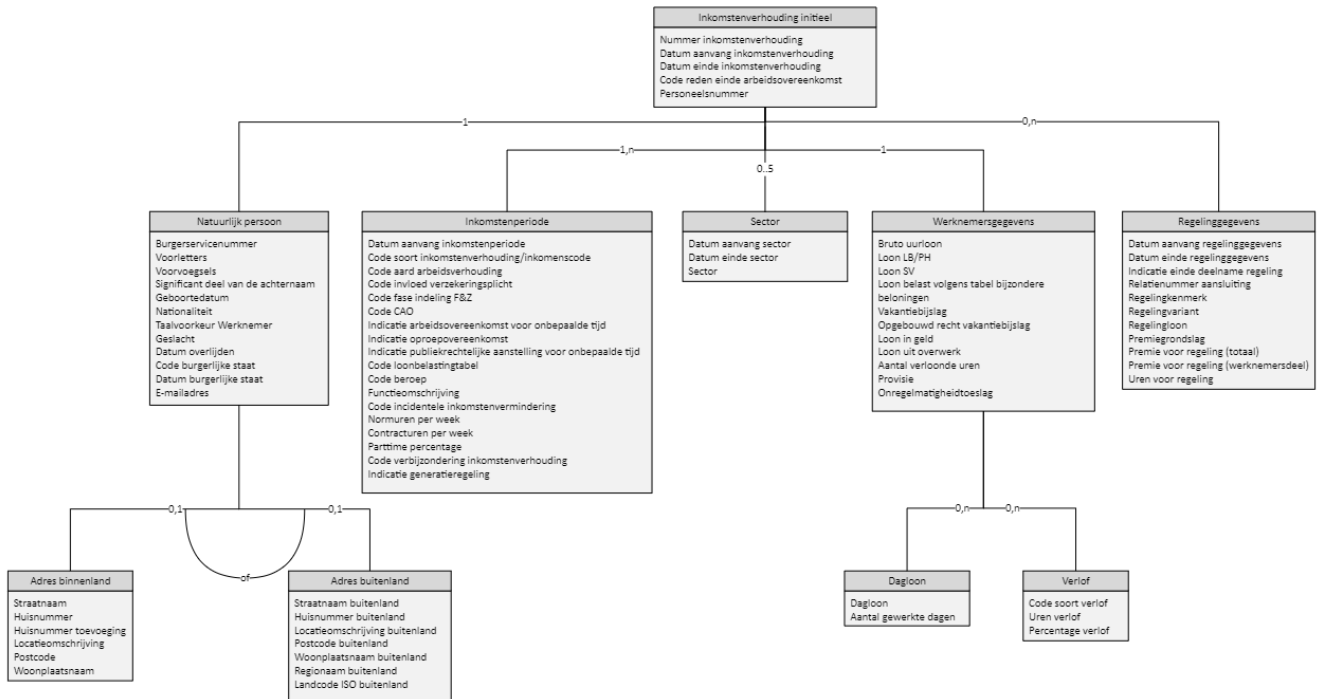 Inkomstenverhouding initieel
Nummer inkomstenverhouding
Datum aanvang inkomstenverhouding
Datum einde inkomstenverhouding
Code reden einde arbeidsovereenkomst
Personeelsnummer
1
0,n
1,n
1
0..5
Natuurlijk persoon
Burgerservicenummer
Voorletters
Voorvoegsels
Significant deel van de achternaam
Geboortedatum
Nationaliteit
Taalvoorkeur Werknemer
Geslacht
Datum overlijden
Code burgerlijke staat
Datum burgerlijke staat
E-mailadres
Inkomstenperiode
Datum aanvang inkomstenperiode
Code soort inkomstenverhouding/inkomenscode
Code aard arbeidsverhouding
Code invloed verzekeringsplicht
Code fase indeling F&Z
Code CAO
Indicatie arbeidsovereenkomst voor onbepaalde tijd
Indicatie oproepovereenkomst
Indicatie publiekrechtelijke aanstelling voor onbepaalde tijd
Code loonbelastingtabel
Code beroep
Functieomschrijving
Code incidentele inkomstenvermindering
Normuren per week
Contracturen per week
Parttime percentage
Code verbijzondering inkomstenverhouding
Indicatie generatieregeling
Sector
Datum aanvang sector
Datum einde sector
Sector
Werknemersgegevens
Bruto uurloon
Loon LB/PH
Loon SV
Loon belast volgens tabel bijzondere
beloningen
Vakantiebijslag
Opgebouwd recht vakantiebijslag
Loon in geld
Loon uit overwerk
Aantal verloonde uren
Provisie
Onregelmatigheidtoeslag
Regelinggegevens
Datum aanvang regelinggegevens
Datum einde regelinggegevens
Indicatie einde deelname regeling
Relatienummer aansluiting
Regelingkenmerk
Regelingvariant
Regelingloon
Premiegrondslag
Premie voor regeling (totaal)
Premie voor regeling (werknemersdeel)
Uren voor regeling
0,1
0,1
of
0,n
0,n
Adres binnenland
Straatnaam
Huisnummer
Huisnummer toevoeging
Locatieomschrijving
Postcode
Woonplaatsnaam
Adres buitenland
Straatnaam buitenland
Huisnummer buitenland
Locatieomschrijving buitenland
Postcode buitenland
Woonplaatsnaam buitenland
Regionaam buitenland
Landcode ISO buitenland
Dagloon
Dagloon
Aantal gewerkte dagen
Verlof
Code soort verlof
Uren verlof
Percentage verlof